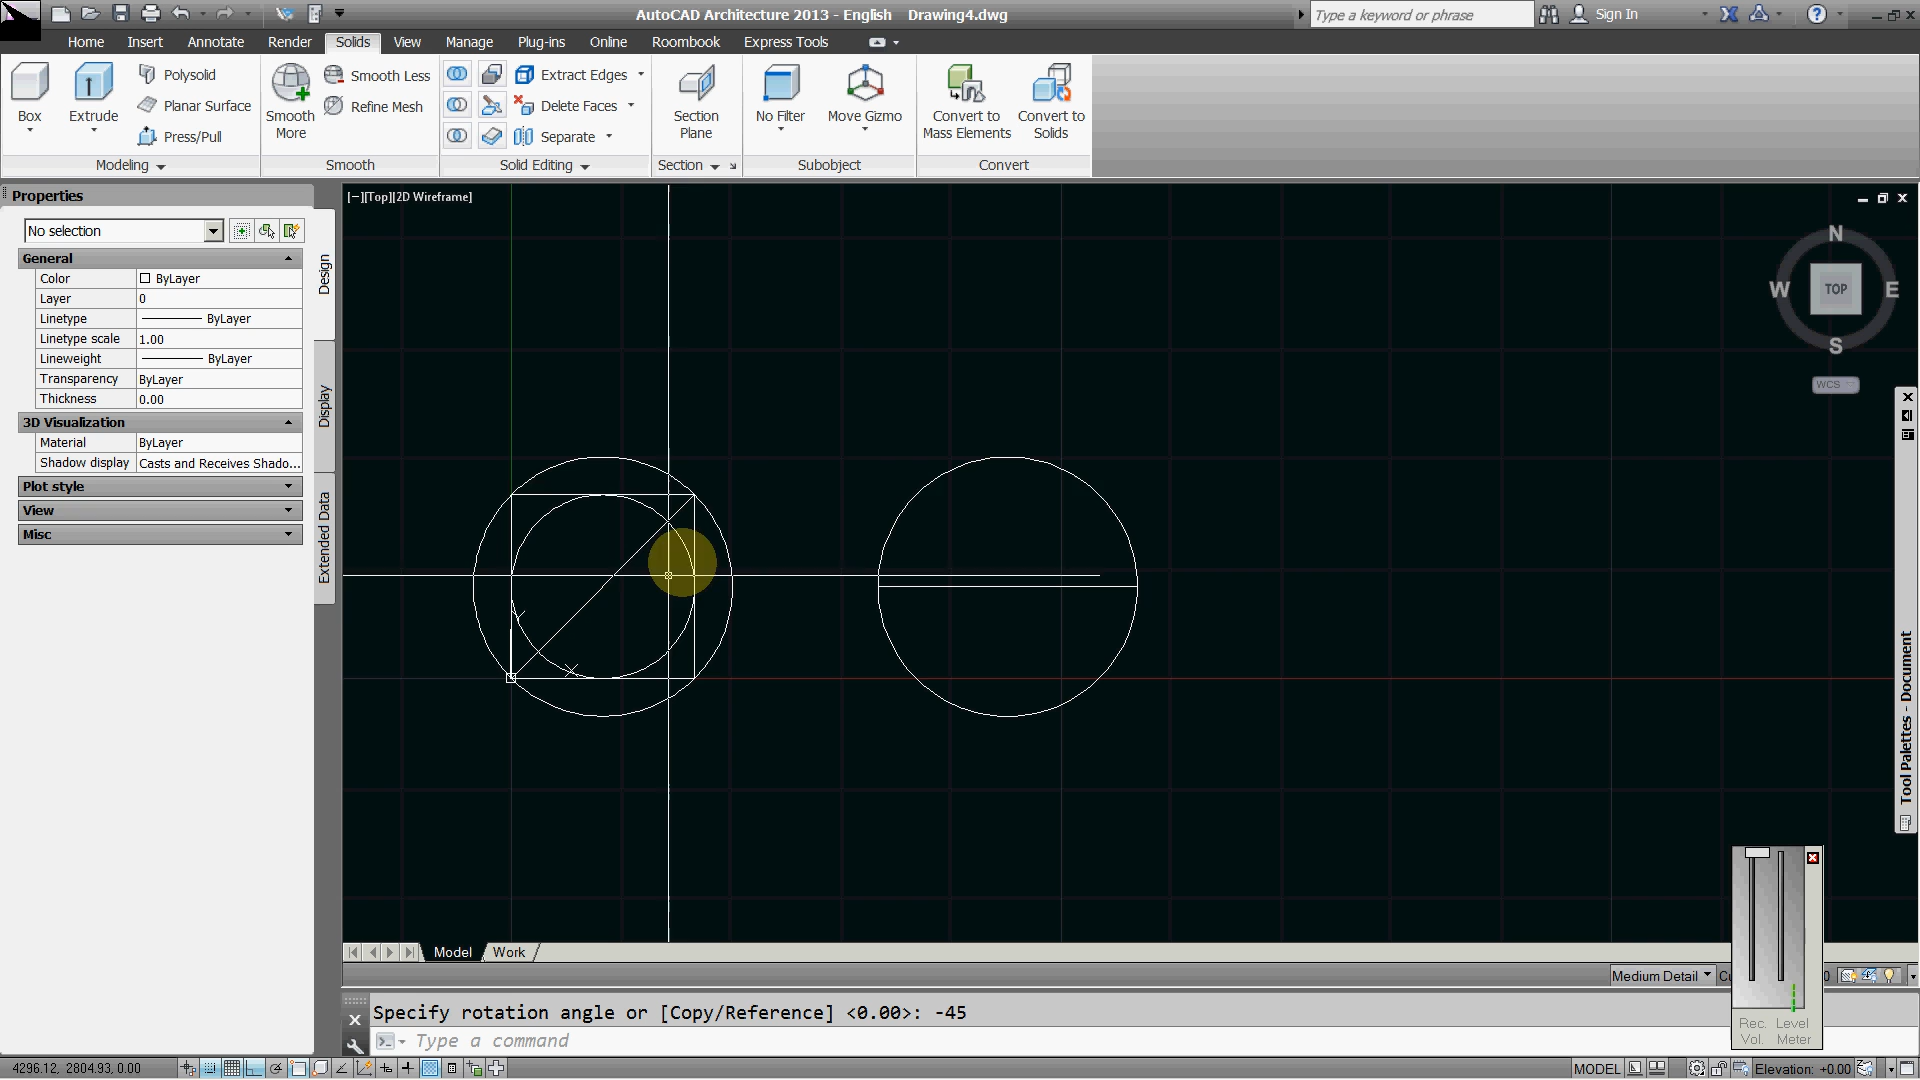 AutoCAD Architecture 2013 - English Drawing4.dwg
Type a keyword or phrase
Sign In
Home Insert Annotate Render Solids View Manage Plug-ins Online Roombook Express Tools
Box
Extrude
Polysolid
Planar Surface
Press/Pull
Modeling
Smooth More
Smooth Less
Refine Mesh
Smooth
Extract Edges
Delete Faces
Separate
Solid Editing
Section Plane
Section
No Filter
Move Gizmo
Subobject
Convert to Mass Elements
Convert to Solids
Convert
Properties
No selection
General
Color ByLayer
Layer 0
Linetype ByLayer
Linetype scale 1.00
Lineweight ByLayer
Transparency ByLayer
Thickness 0.00
3D Visualization
Material ByLayer
Shadow display Casts and Receives Shado...
Plot style
View
Misc
Design
Display
Extended Data
[−][Top][2D Wireframe]
N
W TOP E
S
WCS
Tool Palettes - Document
Y
X
Model Work
Medium Detail Cu 0
Specify rotation angle or [Copy/Reference] <0.00>: -45
Type a command
Rec. Vol.
Level Meter
4296.12, 2804.93, 0.00
MODEL
Elevation: +0.00